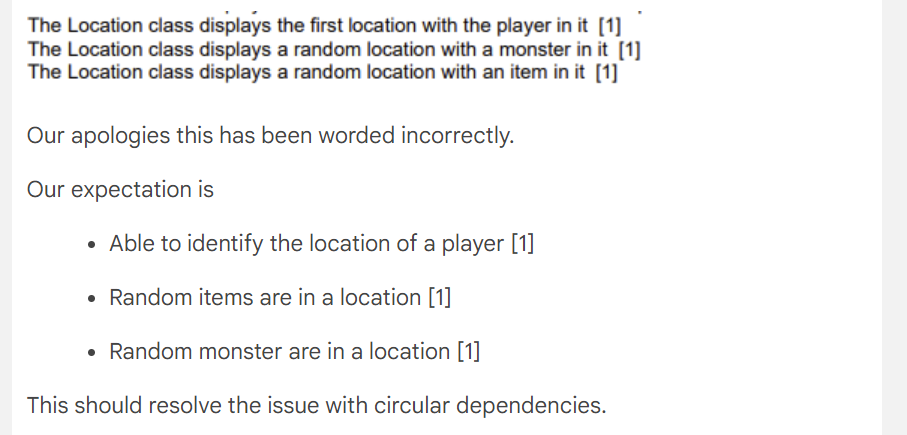 The Location class displays the first location with the player in it [1]
The Location class displays a random location with a monster in it [1]
The Location class displays a random location with an item in it [1]
Our apologies this has been worded incorrectly.
Our expectation is
• Able to identify the location of a player [1]
• Random items are in a location [1]
• Random monster are in a location [1]
This should resolve the issue with circular dependencies.